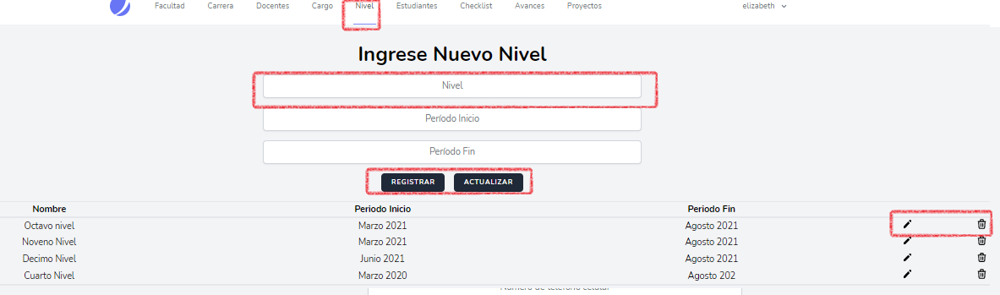 Facultad Carrera Docentes Cargo Nivel Estudiantes Checklist Avances Proyectos elizabeth
Ingrese Nuevo Nivel
Nivel
Período Inicio
Período Fin
REGISTRAR ACTUALIZAR
Nombre Periodo Inicio Periodo Fin
Octavo nivel Marzo 2021 Agosto 2021
Noveno Nivel Marzo 2021 Agosto 2021
Decimo Nivel Junio 2021 Agosto 2021
Cuarto Nivel Marzo 2020 Agosto 202
Número de teléfono celular